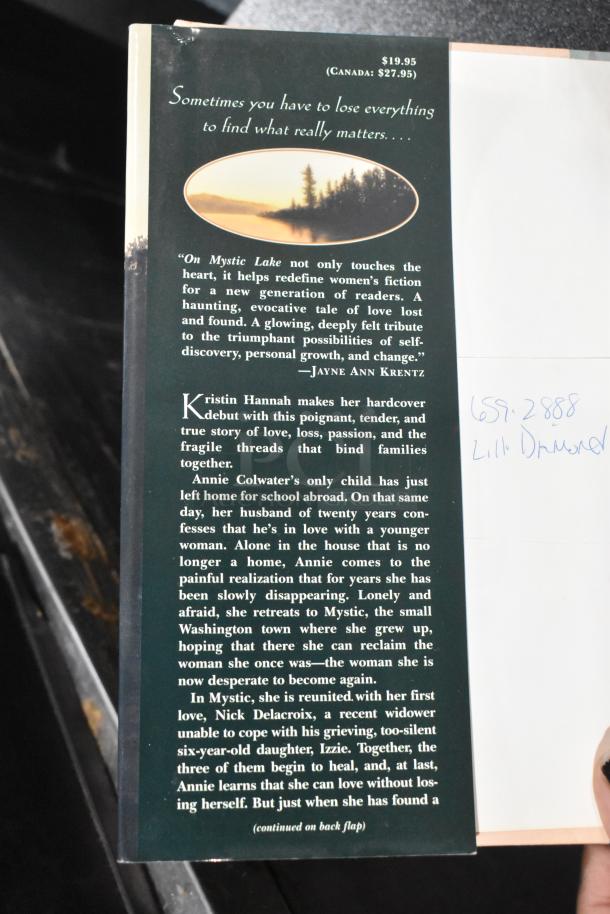 $19.95
(CANADA: $27.95)
Sometimes you have to lose everything
to find what really matters. . . .
“On Mystic Lake not only touches the
heart, it helps redefine women’s fiction
for a new generation of readers. A
haunting, evocative tale of love lost
and found. A glowing, deeply felt tribute
to the triumphant possibilities of self-
discovery, personal growth, and change.”
—JAYNE ANN KRENTZ
Kristin Hannah makes her hardcover
debut with this poignant, tender, and
true story of love, loss, passion, and the
fragile threads that bind families
together.
Annie Colwater’s only child has just
left home for school abroad. On that same
day, her husband of twenty years con-
fesses that he’s in love with a younger
woman. Alone in the house that is no
longer a home, Annie comes to the
painful realization that for years she has
been slowly disappearing. Lonely and
afraid, she retreats to Mystic, the small
Washington town where she grew up,
hoping that there she can reclaim the
woman she once was—the woman she is
now desperate to become again.
In Mystic, she is reunited with her first
love, Nick Delacroix, a recent widower
unable to cope with his grieving, too-silent
six-year-old daughter, Izzie. Together, the
three of them begin to heal, and, at last,
Annie learns that she can love without los-
ing herself. But just when she has found a
(continued on back flap)
659-2888